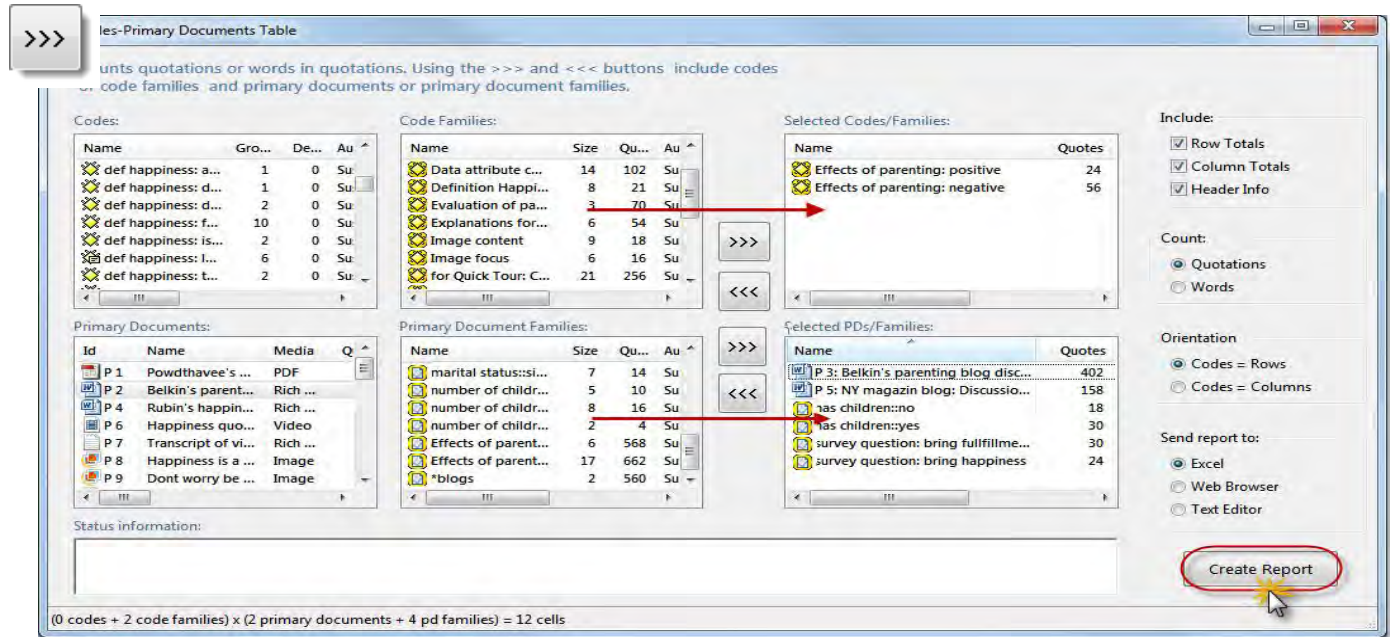 >>>
les-Primary Documents Table
unts quotations or words in quotations. Using the >>> and <<< buttons include codes
or code families and primary documents or primary document families.
Codes:
Name Gro... De... Au
def happiness: a... 1 0 Su
def happiness: d... 1 0 Su
def happiness: d... 2 0 Su
def happiness: f... 10 0 Su
def happiness: is... 2 0 Su
def happiness: l... 6 0 Su
def happiness: t... 2 0 Su
Code Families:
Name Size Qu... Au
Data attribute c... 14 102 Su
Definition Happi... 8 21 Su
Evaluation of pa... 3 70 Su
Explanations for... 6 54 Su
Image content 9 18 Su
Image focus 6 16 Su
for Quick Tour: C... 21 256 Su
>>>
<<<
Selected Codes/Families:
Name Quotes
Effects of parenting: positive 24
Effects of parenting: negative 56
Primary Documents:
Id Name Media Q
P 1 Powdthavee's ... PDF
P 2 Belkin's parent... Rich ...
P 4 Rubin's happin... Rich ...
P 6 Happiness quo... Video
P 7 Transcript of vi... Rich ...
P 8 Happiness is a ... Image
P 9 Dont worry be ... Image
Primary Document Families:
Name Size Qu... Au
marital status::si... 7 14 Su
number of childr... 5 10 Su
number of childr... 8 16 Su
number of childr... 2 4 Su
Effects of parent... 6 568 Su
Effects of parent... 17 662 Su
*blogs 2 560 Su
>>>
<<<
Selected PDs/Families:
Name Quotes
P 3: Belkin's parenting blog disc... 402
P 5: NY magazin blog: Discussio... 158
has children::no 18
has children::yes 30
survey question: bring fullfillme... 30
survey question: bring happiness 24
Include:
Row Totals
Column Totals
Header Info
Count:
Quotations
Words
Orientation
Codes = Rows
Codes = Columns
Send report to:
Excel
Web Browser
Text Editor
Create Report
Status information:
(0 codes + 2 code families) x (2 primary documents + 4 pd families) = 12 cells